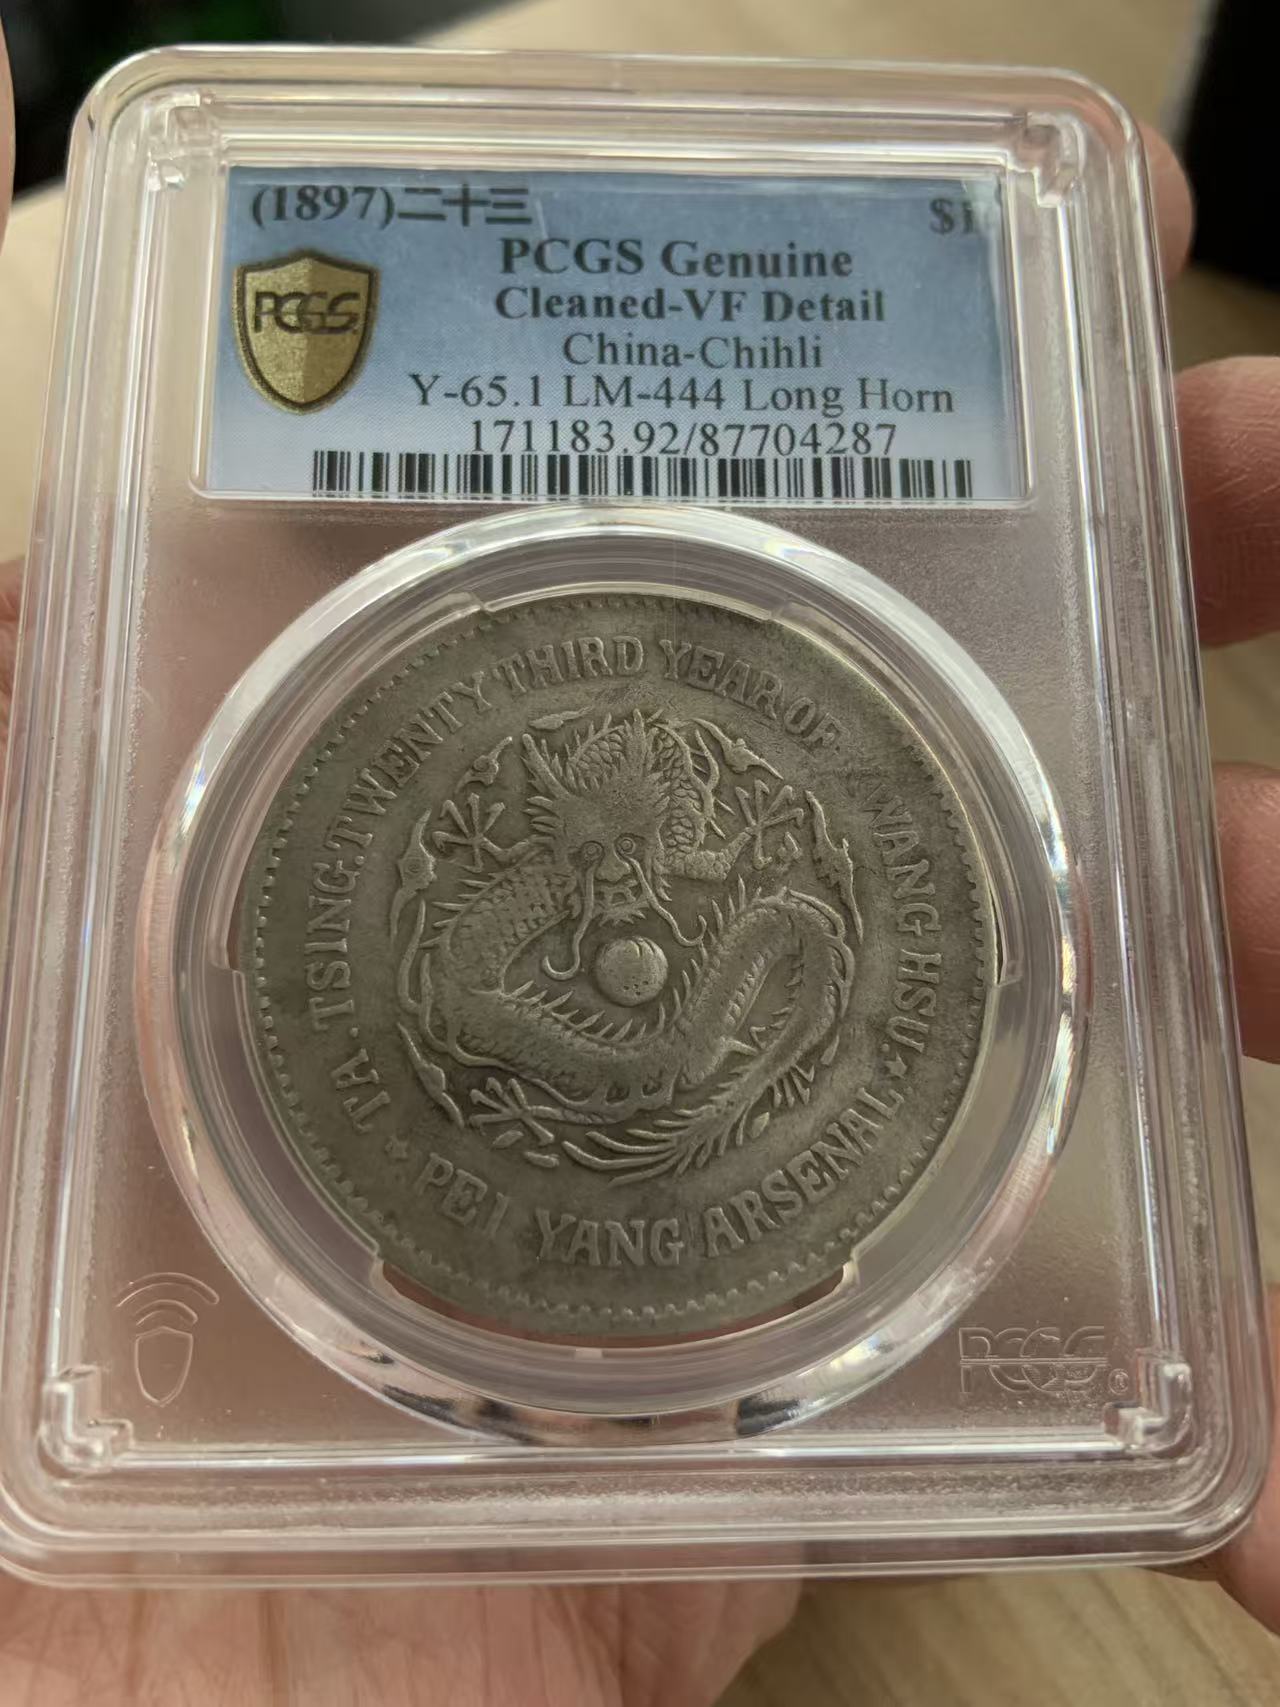 (1897)二十三 $1
PCGS Genuine
PCGS
Cleaned-VF Detail
China-Chihli
Y-65.1 LM-444 Long Horn
171183.92/87704287
TA.TSING.TWENTY THIRD YEAR OF KWANG HSU.
PEI YANG ARSENAL
PCGS®